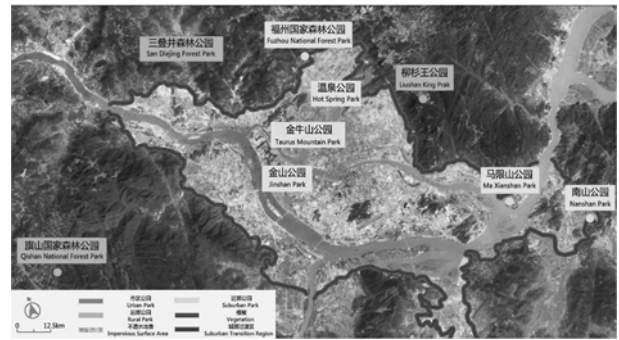 福州国家森林公园
Fuzhou National Forest Park
三叠井森林公园
San Diejing Forest Park
柳杉王公园
Liushan King Prak
温泉公园
Hot Spring Park
金牛山公园
Taurus Mountain Park
金山公园
Jinshan Park
马限山公园
Ma Xianshan Park
南山公园
Nanshan Park
旗山国家森林公园
Qishan National Forest Park
市区公园
Urban Park
近郊公园
Suburban Park
远郊公园
Rural Park
植被
Vegetation
不透水地表
Impervious Surface Area
城郊过渡区
Suburban Transition Region
N
0
12.5km